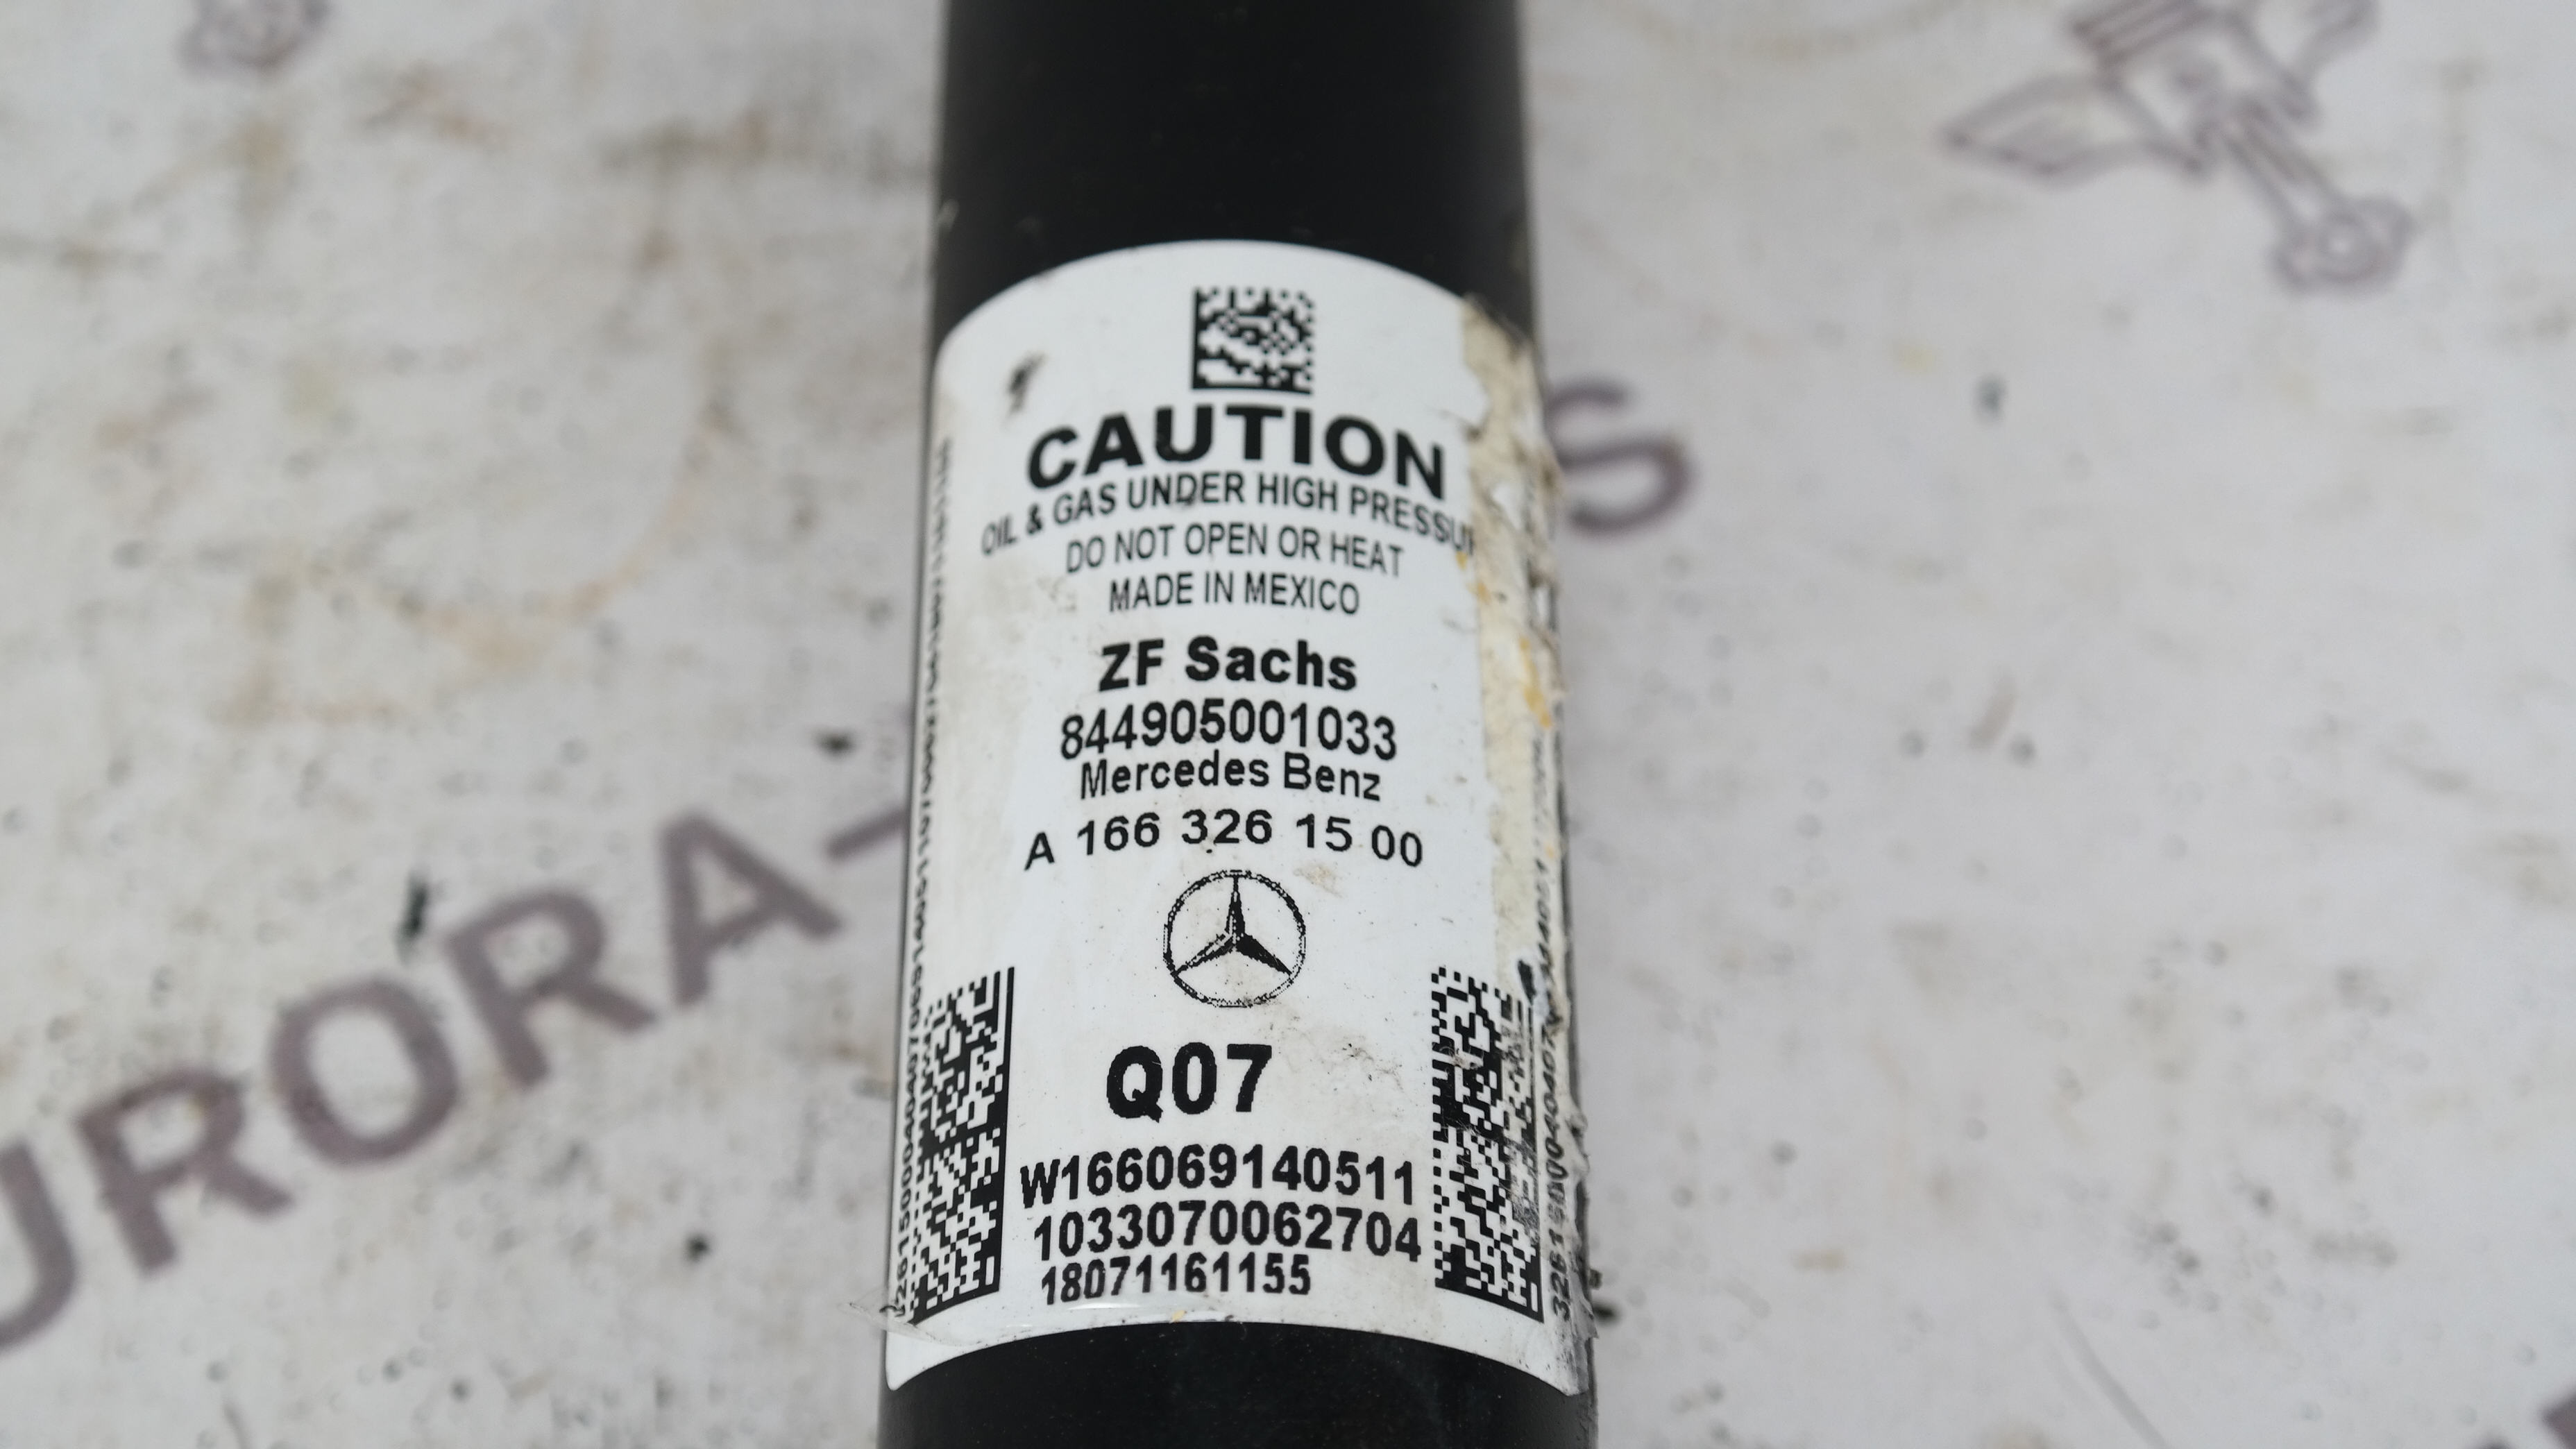 CAUTION
OIL & GAS UNDER HIGH
DO NOT OPEN OR HEAT
MADE IN MEXICO
ZF Sachs
844905001033
Mercedes Benz
A 166 326 15 00
Q07
W166069140511
1033070062704
18071161155